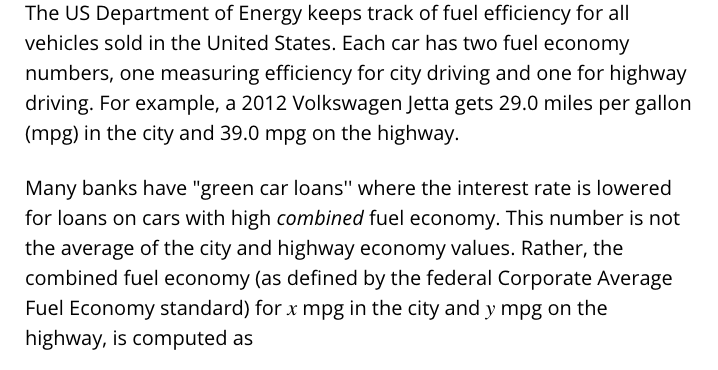 The US Department of Energy keeps track of fuel efficiency for all
vehicles sold in the United States. Each car has two fuel economy
numbers, one measuring efficiency for city driving and one for highway
driving. For example, a 2012 Volkswagen Jetta gets 29.0 miles per gallon
(mpg) in the city and 39.0 mpg on the highway.
Many banks have "green car loans'' where the interest rate is lowered
for loans on cars with high combined fuel economy. This number is not
the average of the city and highway economy values. Rather, the
combined fuel economy (as defined by the federal Corporate Average
Fuel Economy standard) for x mpg in the city and y mpg on the
highway, is computed as